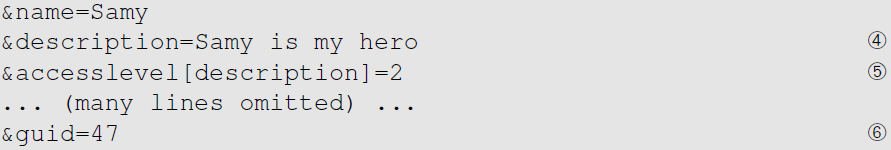 &name=Samy
&description=Samy is my hero ④
&accesslevel[description]=2 ⑤
... (many lines omitted) ...
&guid=47 ⑥